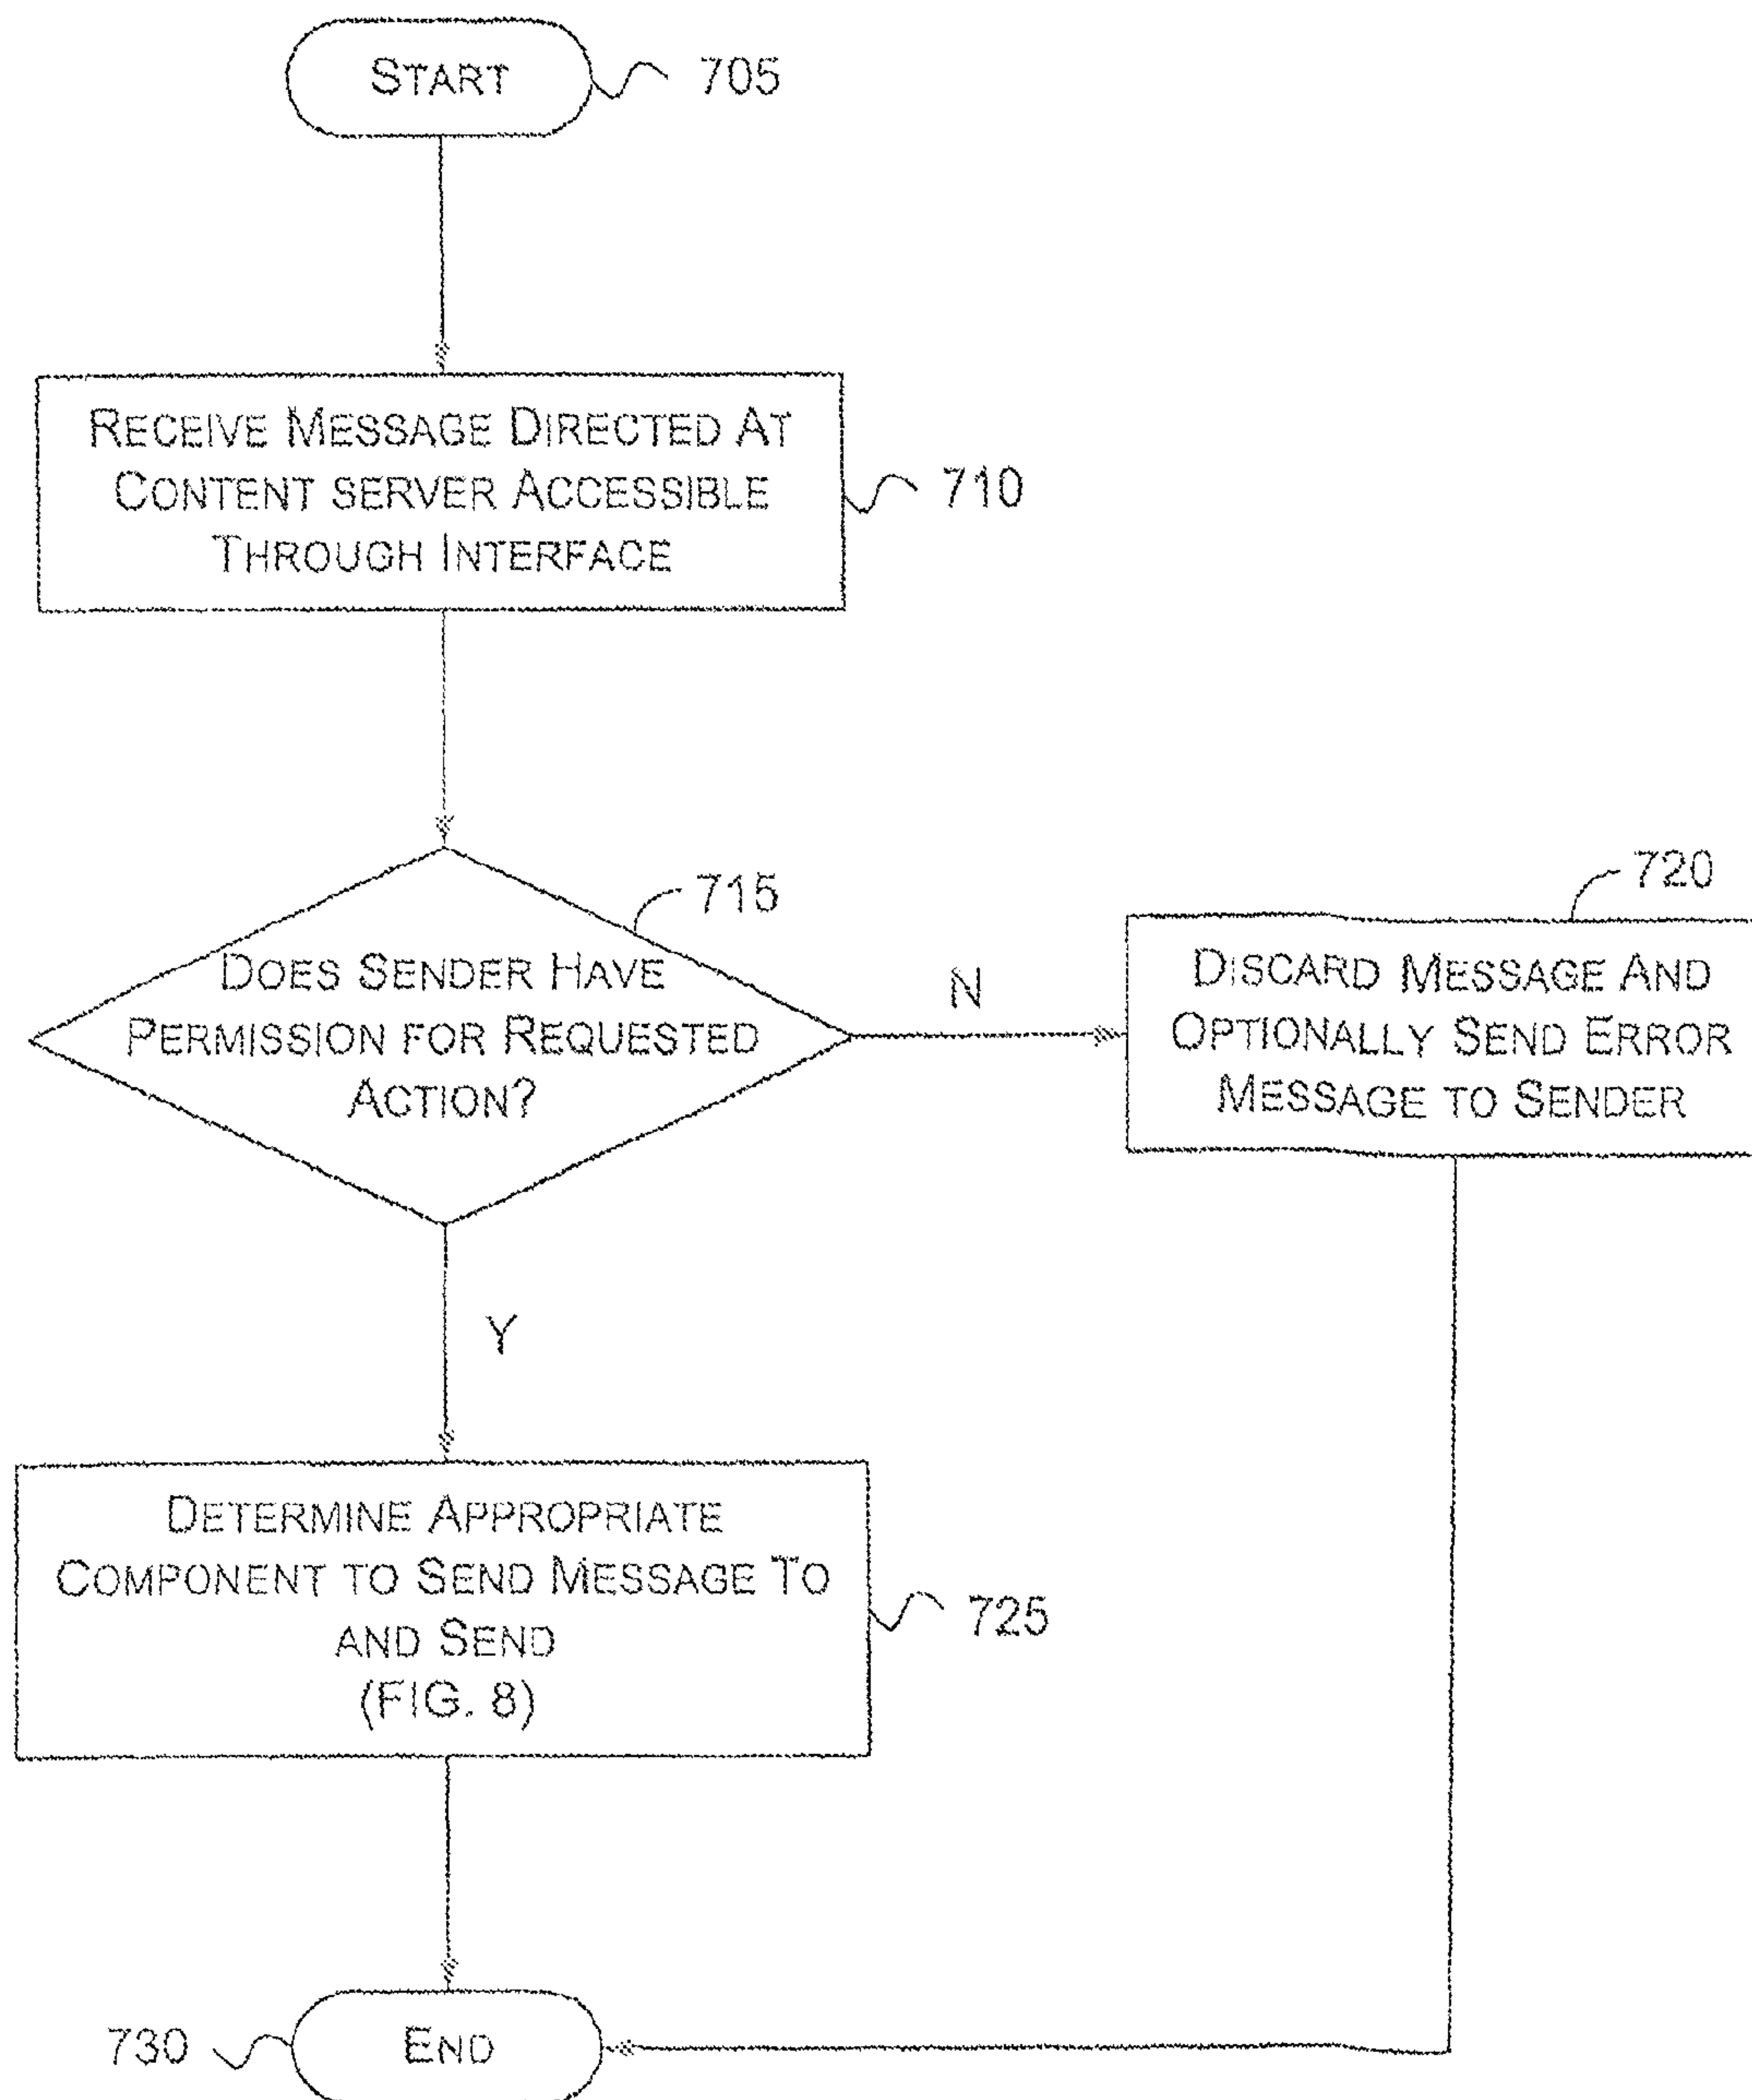 START
705
RECEIVE MESSAGE DIRECTED AT
CONTENT SERVER ACCESSIBLE
THROUGH INTERFACE
710
715
DOES SENDER HAVE
PERMISSION FOR REQUESTED
ACTION?
N
720
DISCARD MESSAGE AND
OPTIONALLY SEND ERROR
MESSAGE TO SENDER
Y
DETERMINE APPROPRIATE
COMPONENT TO SEND MESSAGE TO
AND SEND
(FIG. 8)
725
730
END